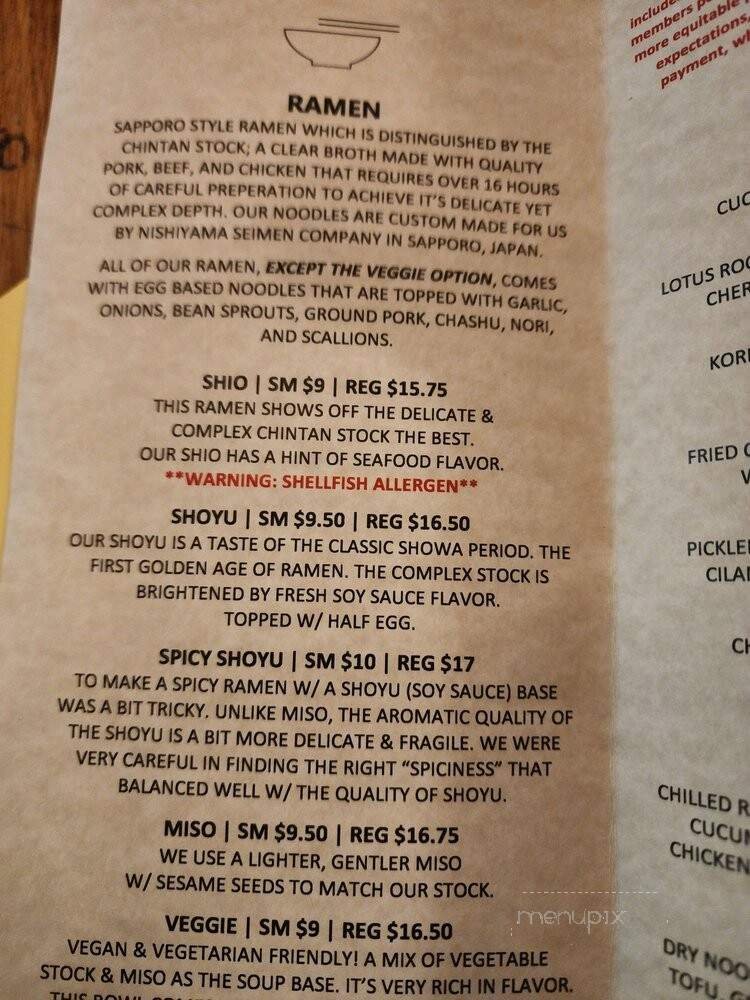 RAMEN
SAPPORO STYLE RAMEN WHICH IS DISTINGUISHED BY THE
CHINTAN STOCK; A CLEAR BROTH MADE WITH QUALITY
PORK, BEEF, AND CHICKEN THAT REQUIRES OVER 16 HOURS
OF CAREFUL PREPERATION TO ACHIEVE IT'S DELICATE YET
COMPLEX DEPTH. OUR NOODLES ARE CUSTOM MADE FOR US
BY NISHIYAMA SEIMEN COMPANY IN SAPPORO, JAPAN.
ALL OF OUR RAMEN, EXCEPT THE VEGGIE OPTION, COMES
WITH EGG BASED NOODLES THAT ARE TOPPED WITH GARLIC,
ONIONS, BEAN SPROUTS, GROUND PORK, CHASHU, NORI,
AND SCALLIONS.
SHIO | SM $9 | REG $15.75
THIS RAMEN SHOWS OFF THE DELICATE &
COMPLEX CHINTAN STOCK THE BEST.
OUR SHIO HAS A HINT OF SEAFOOD FLAVOR.
**WARNING: SHELLFISH ALLERGEN**
SHOYU | SM $9.50 | REG $16.50
OUR SHOYU IS A TASTE OF THE CLASSIC SHOWA PERIOD. THE
FIRST GOLDEN AGE OF RAMEN. THE COMPLEX STOCK IS
BRIGHTENED BY FRESH SOY SAUCE FLAVOR.
TOPPED W/ HALF EGG.
SPICY SHOYU | SM $10 | REG $17
TO MAKE A SPICY RAMEN W/ A SHOYU (SOY SAUCE) BASE
WAS A BIT TRICKY. UNLIKE MISO, THE AROMATIC QUALITY OF
THE SHOYU IS A BIT MORE DELICATE & FRAGILE. WE WERE
VERY CAREFUL IN FINDING THE RIGHT "SPICINESS" THAT
BALANCED WELL W/ THE QUALITY OF SHOYU.
MISO | SM $9.50 | REG $16.75
WE USE A LIGHTER, GENTLER MISO
W/ SESAME SEEDS TO MATCH OUR STOCK.
VEGGIE | SM $9 | REG $16.50
VEGAN & VEGETARIAN FRIENDLY! A MIX OF VEGETABLE
STOCK & MISO AS THE SOUP BASE. IT'S VERY RICH IN FLAVOR.
THIS BOWL
members
more equitable
expectations,
payment,
LOTUS
FRIED
CHILLED
CHICKEN
DRY
TOFU,
menupix